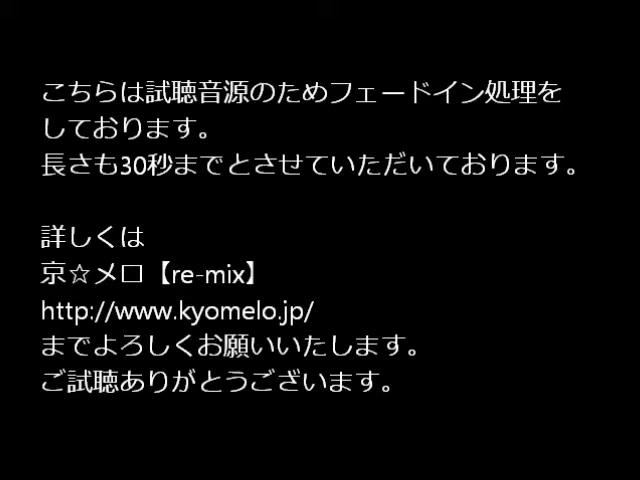 こちらは試聴音源のためフェードイン処理を
しております。
長さも30秒までとさせていただいております。
詳しくは
京☆メロ【re-mix】
http://www.kyomelo.jp/
までよろしくお願いいたします。
ご試聴ありがとうございます。